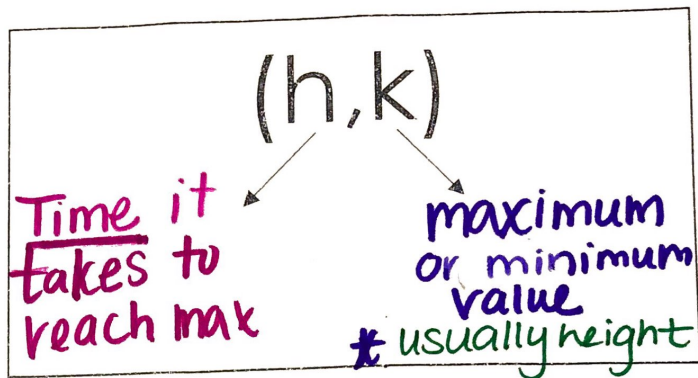 (h,k)
Time it
takes to
reach max
maximum
or minimum
value
* usually height